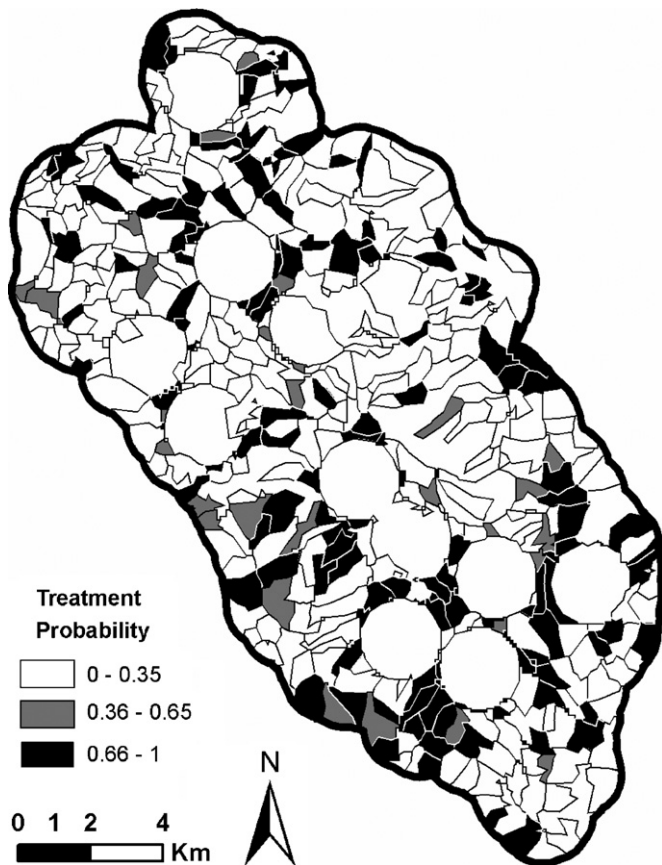 Treatment
Probability
0 - 0.35
0.36 - 0.65
0.66 - 1
N
0 1 2 4
Km